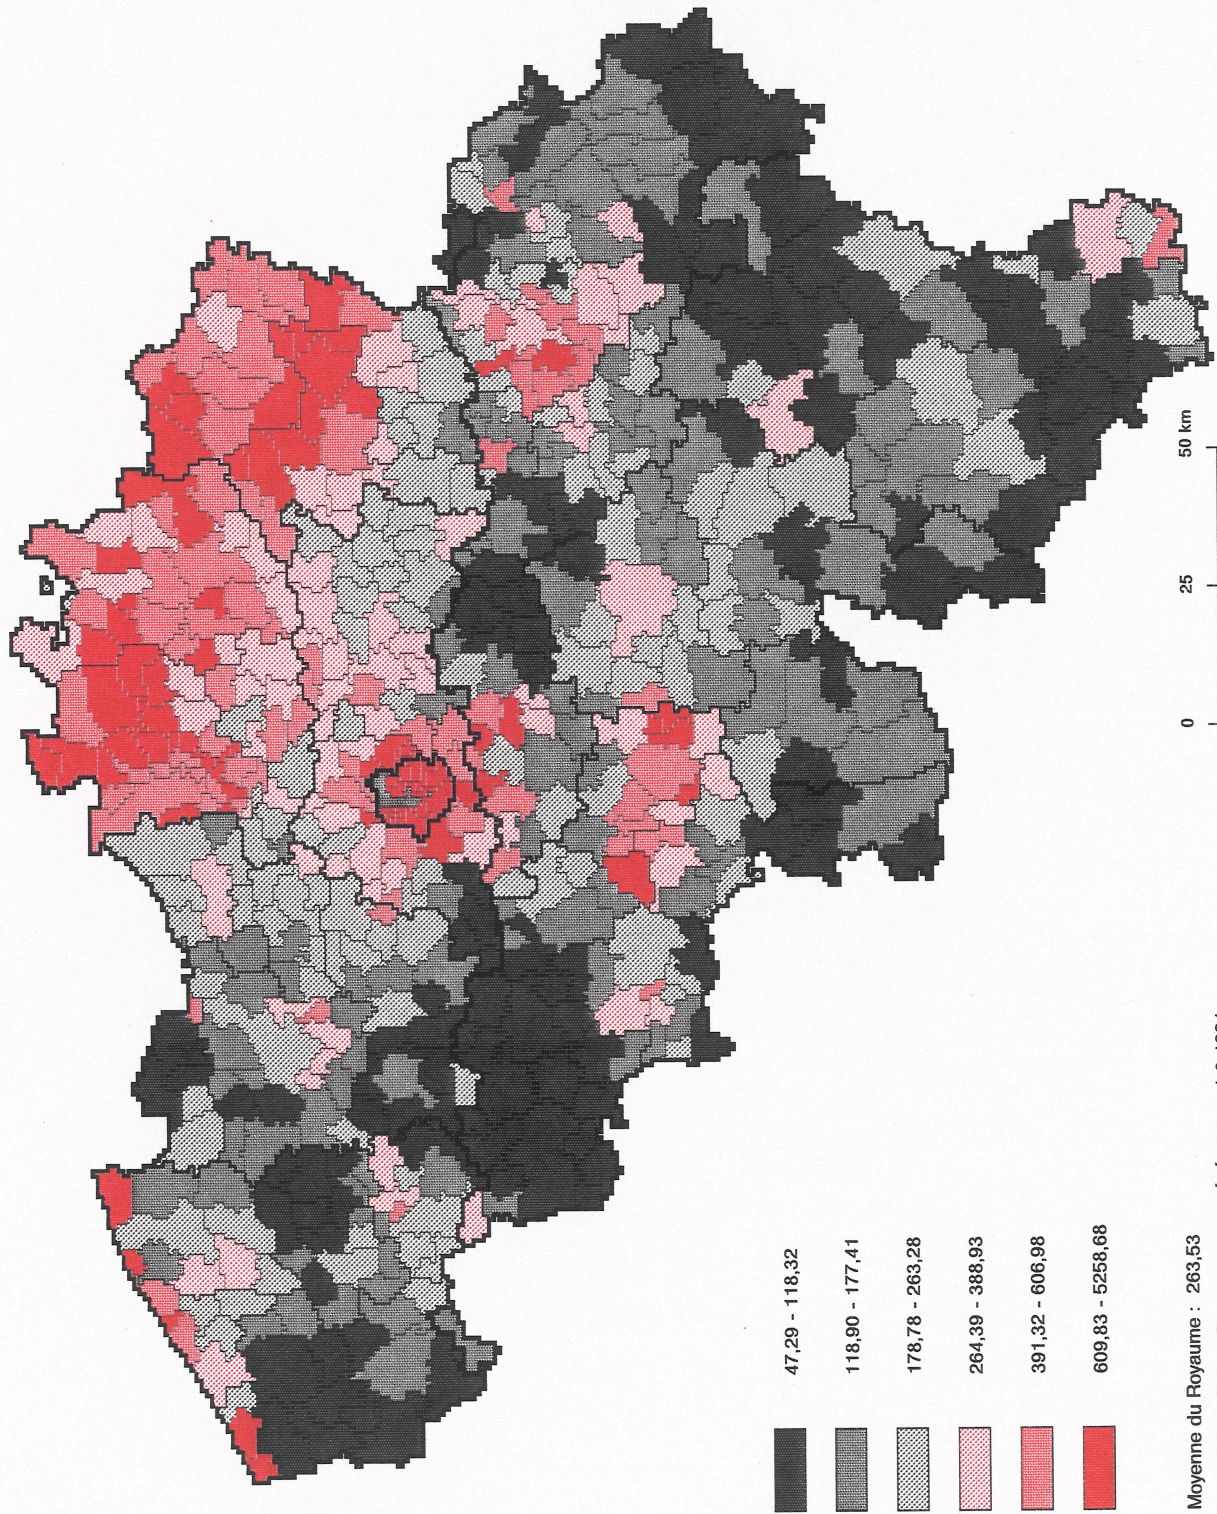 47,29 - 118,32
118,90 - 177,41
178,78 - 263,28
264,39 - 388,93
391,32 - 606,98
609,83 - 5258,68
Moyenne du Royaume : 263,53
0 25 50 km